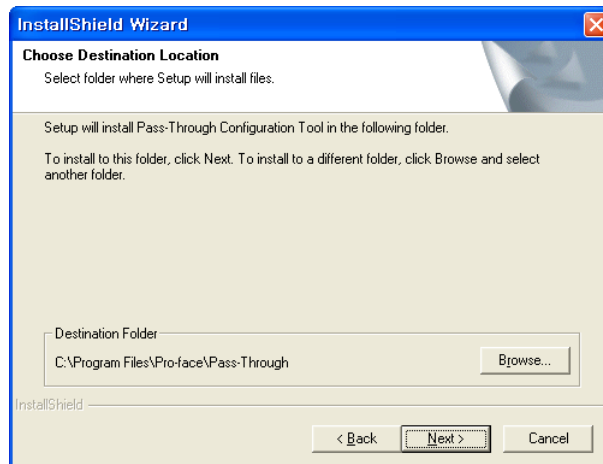 InstallShield Wizard
Choose Destination Location
Select folder where Setup will install files.
Setup will install Pass-Through Configuration Tool in the following folder.
To install to this folder, click Next. To install to a different folder, click Browse and select
another folder.
Destination Folder
C:\Program Files\Pro-face\Pass-Through
Browse...
InstallShield
< Back
Next >
Cancel